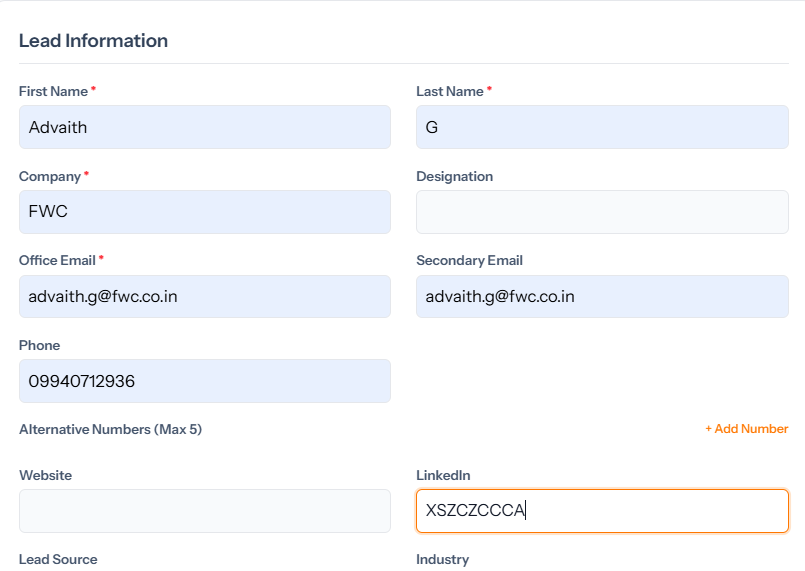 Lead Information
First Name *
Last Name *
Advaith
G
Company *
Designation
FWC
Office Email *
Secondary Email
advaith.g@fwc.co.in
advaith.g@fwc.co.in
Phone
09940712936
Alternative Numbers (Max 5)
+ Add Number
Website
LinkedIn
XSZCZCCCA
Lead Source
Industry